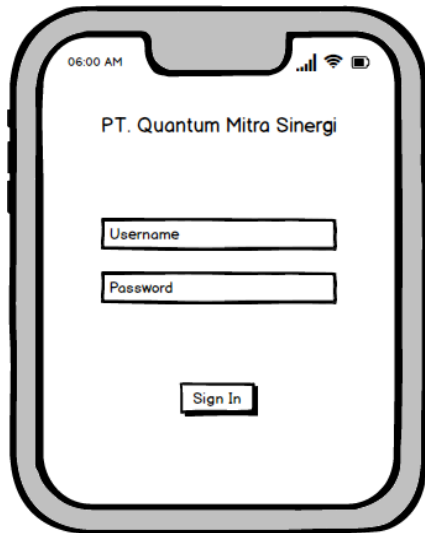 06:00 AM
PT. Quantum Mitra Sinergi
Username
Password
Sign In